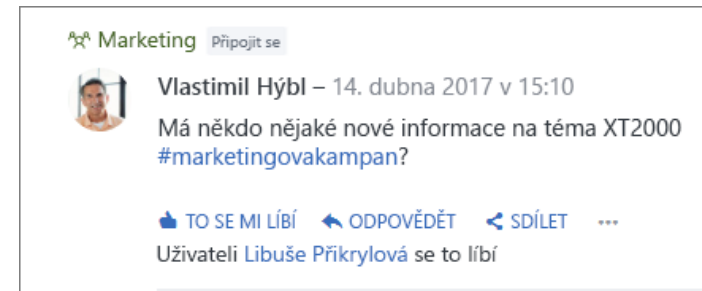 Marketing Připojit se
Vlastimil Hýbl – 14. dubna 2017 v 15:10
Má někdo nějaké nové informace na téma XT2000
#marketingovakampan?
TO SE MI LÍBÍ ODPOVĚDĚT SDÍLET ···
Uživateli Libuše Přikrylová se to líbí